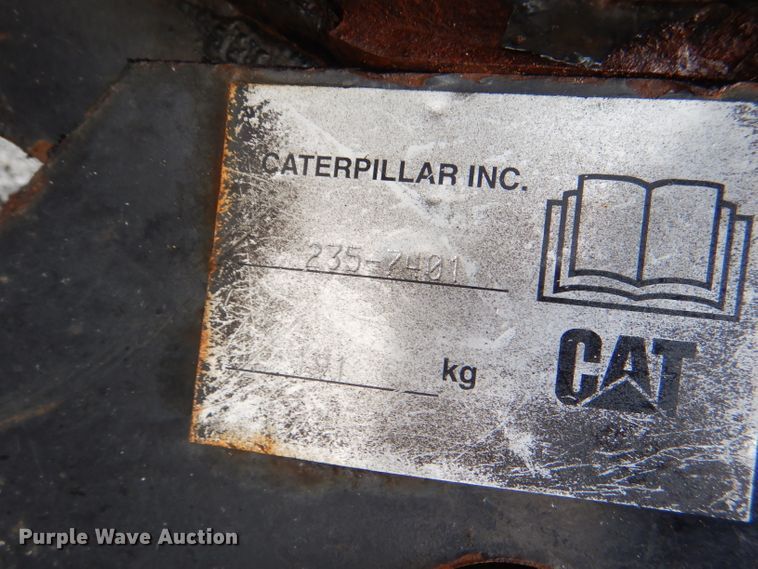 CATERPILLAR INC.
235-7401
kg
CAT
Purple Wave Auction